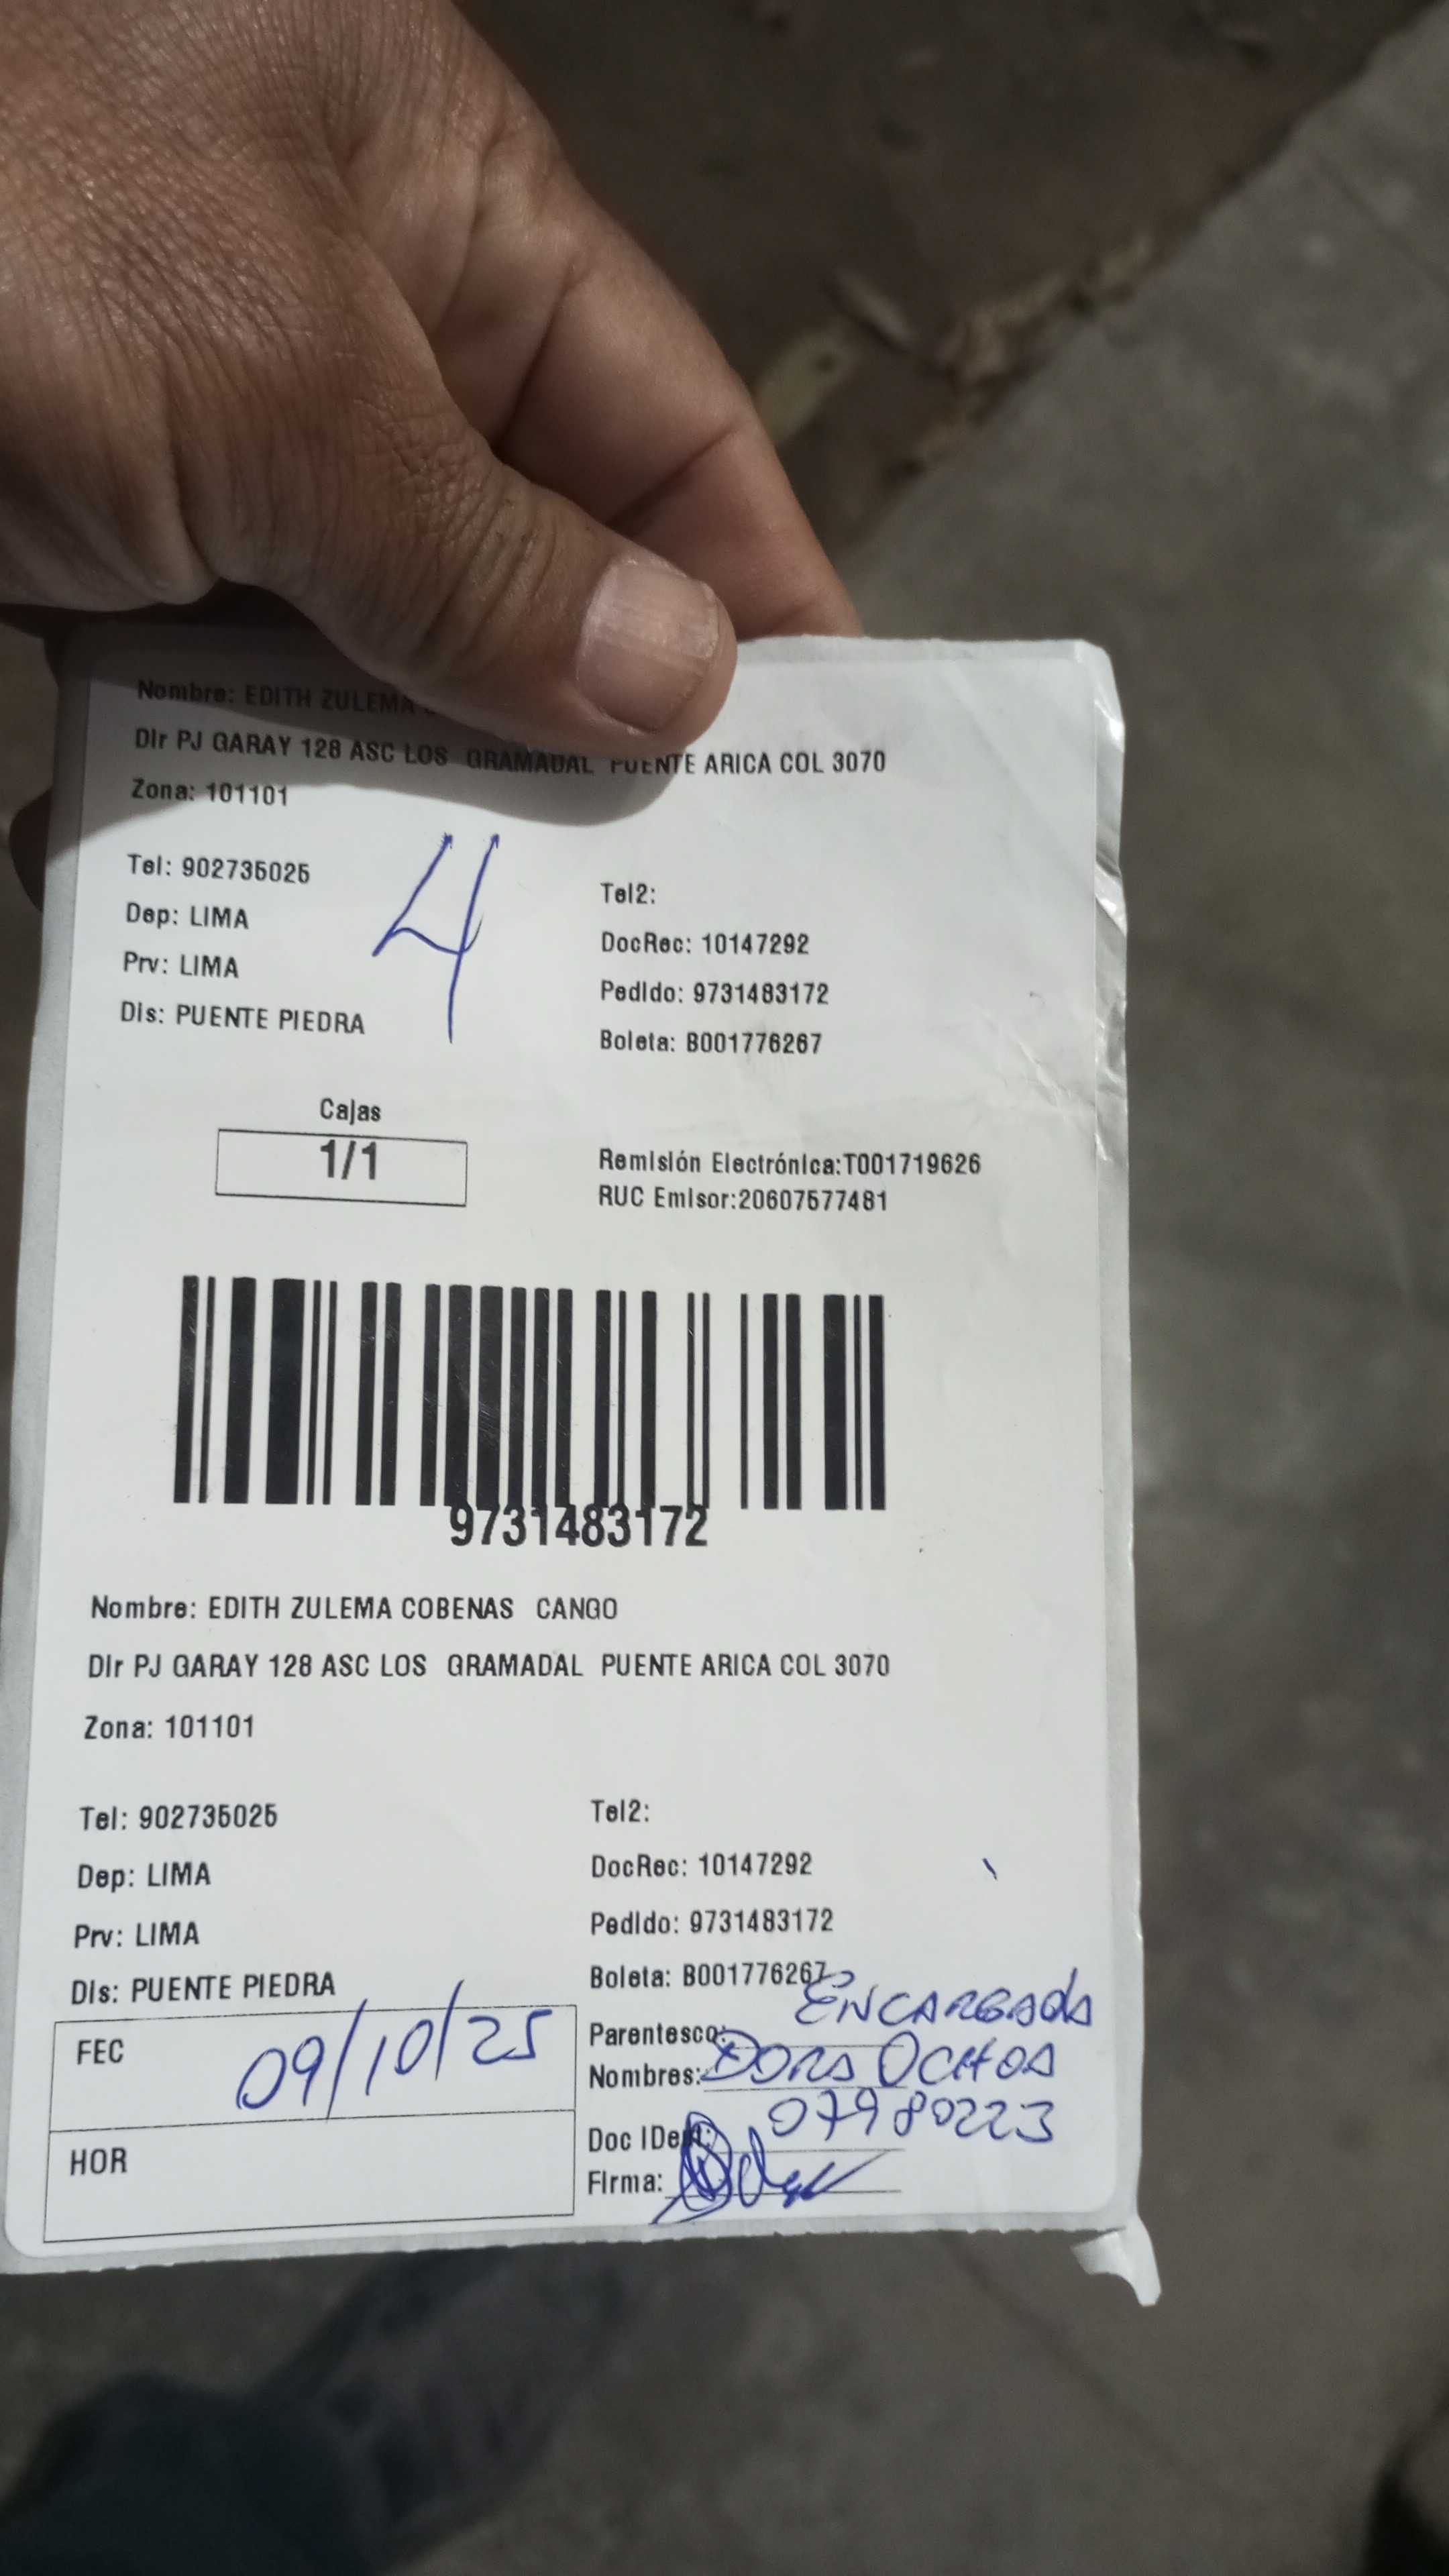 Nombre: EDITH ZULEMA
Dir PJ GARAY 128 ASC LOS GRAMADAL PUENTE ARICA COL 3070
Zona: 101101
4
Tel: 902735025
Tel2:
Dep: LIMA
DocRec: 10147292
Prv: LIMA
Pedido: 9731483172
Dis: PUENTE PIEDRA
Boleta: B001776267
Cajas
1/1
Remisión Electrónica:T001719626
RUC Emisor:20607577481
9731483172
Nombre: EDITH ZULEMA COBENAS CANGO
Dir PJ GARAY 128 ASC LOS GRAMADAL PUENTE ARICA COL 3070
Zona: 101101
Tel: 902735025
Tel2:
Dep: LIMA
DocRec: 10147292
Prv: LIMA
Pedido: 9731483172
Dis: PUENTE PIEDRA
Boleta: B001776267
FEC 09/10/25
Parentesco: ENCARGADA
Nombres: DORA OCHOA
HOR
Doc IDent: 07980223
Firma: